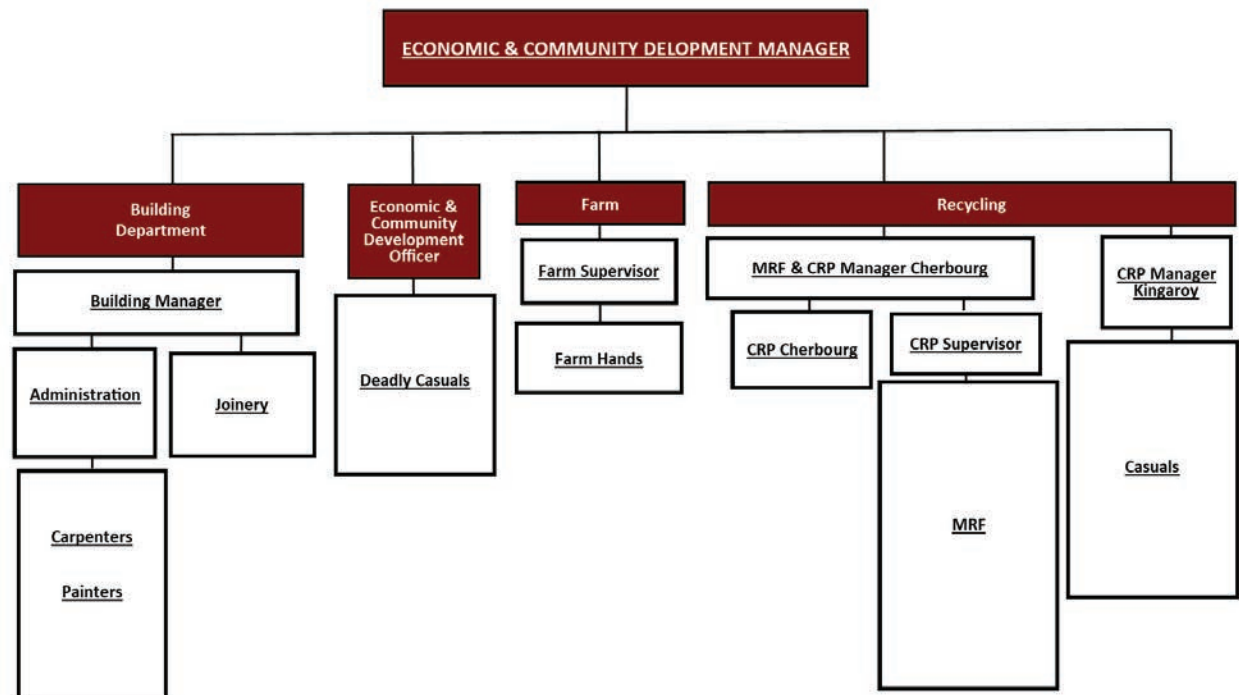 ECONOMIC & COMMUNITY DELOPMENT MANAGER
Building
Department
Economic &
Community
Development
Officer
Farm
Recycling
Building Manager
Farm Supervisor
MRF & CRP Manager Cherbourg
CRP Manager
Kingaroy
Administration
Joinery
Deadly Casuals
Farm Hands
CRP Cherbourg
CRP Supervisor
Carpenters
Painters
MRF
Casuals